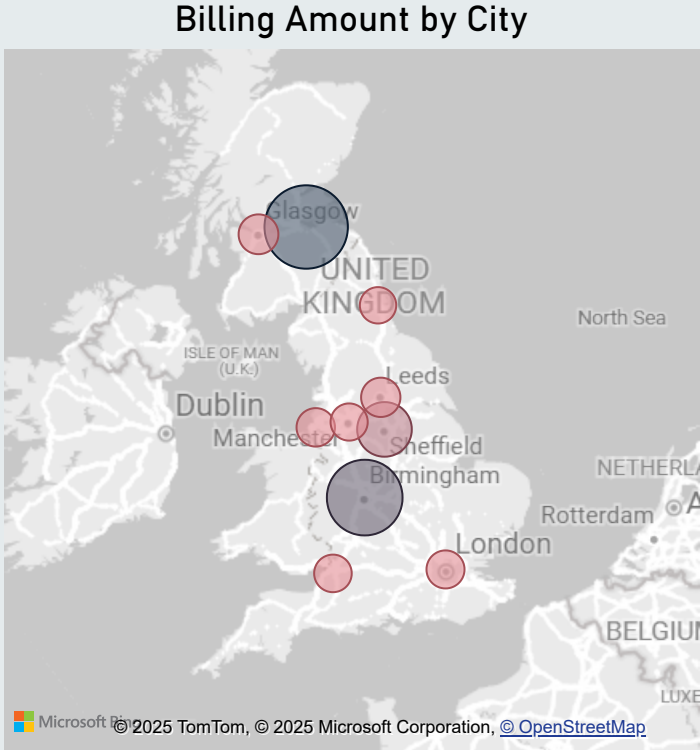 Billing Amount by City
Glasgow
UNITED
KINGDOM
North Sea
ISLE OF MAN
(U.K.)
Leeds
Dublin
Manchester
Sheffield
Birmingham
NETHERLA
Rotterdam
A
London
BELGIUM
LUXE
Microsoft Bing
© 2025 TomTom, © 2025 Microsoft Corporation, © OpenStreetMap